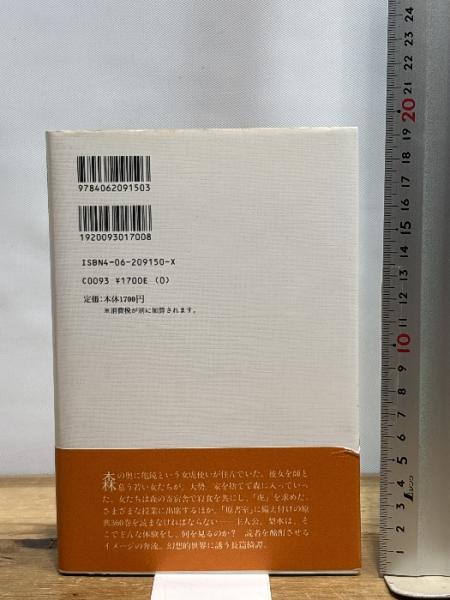 9784062091503
1920093017008
ISBN4-06-209150-X
C0093 ¥1700E (0)
定価:本体1700円
※消費税が別に加算されます。
森の奥に亀鏡という女虎使いが住んでいた。彼女を師と
慕う若い女たちが、大勢、家を捨てて森に入っていっ
た。女たちは森の寄宿舎で寝食を共にし、「虎」を求めた。
さまざまな授業に出席するほか、「原書室」に備え付けの原
典360巻を読まなければならない──主人公、梨水は、そ
こでどんな体験をし、何を見るのか? 読者を酩酊させる
イメージの奔流。幻想的世界に誘う長篇綺譚。
24
23
22
21
20
19
18
17
16
15
14
13
12
11
10
9
8
7
6
5
4
3
2
1
シンワ